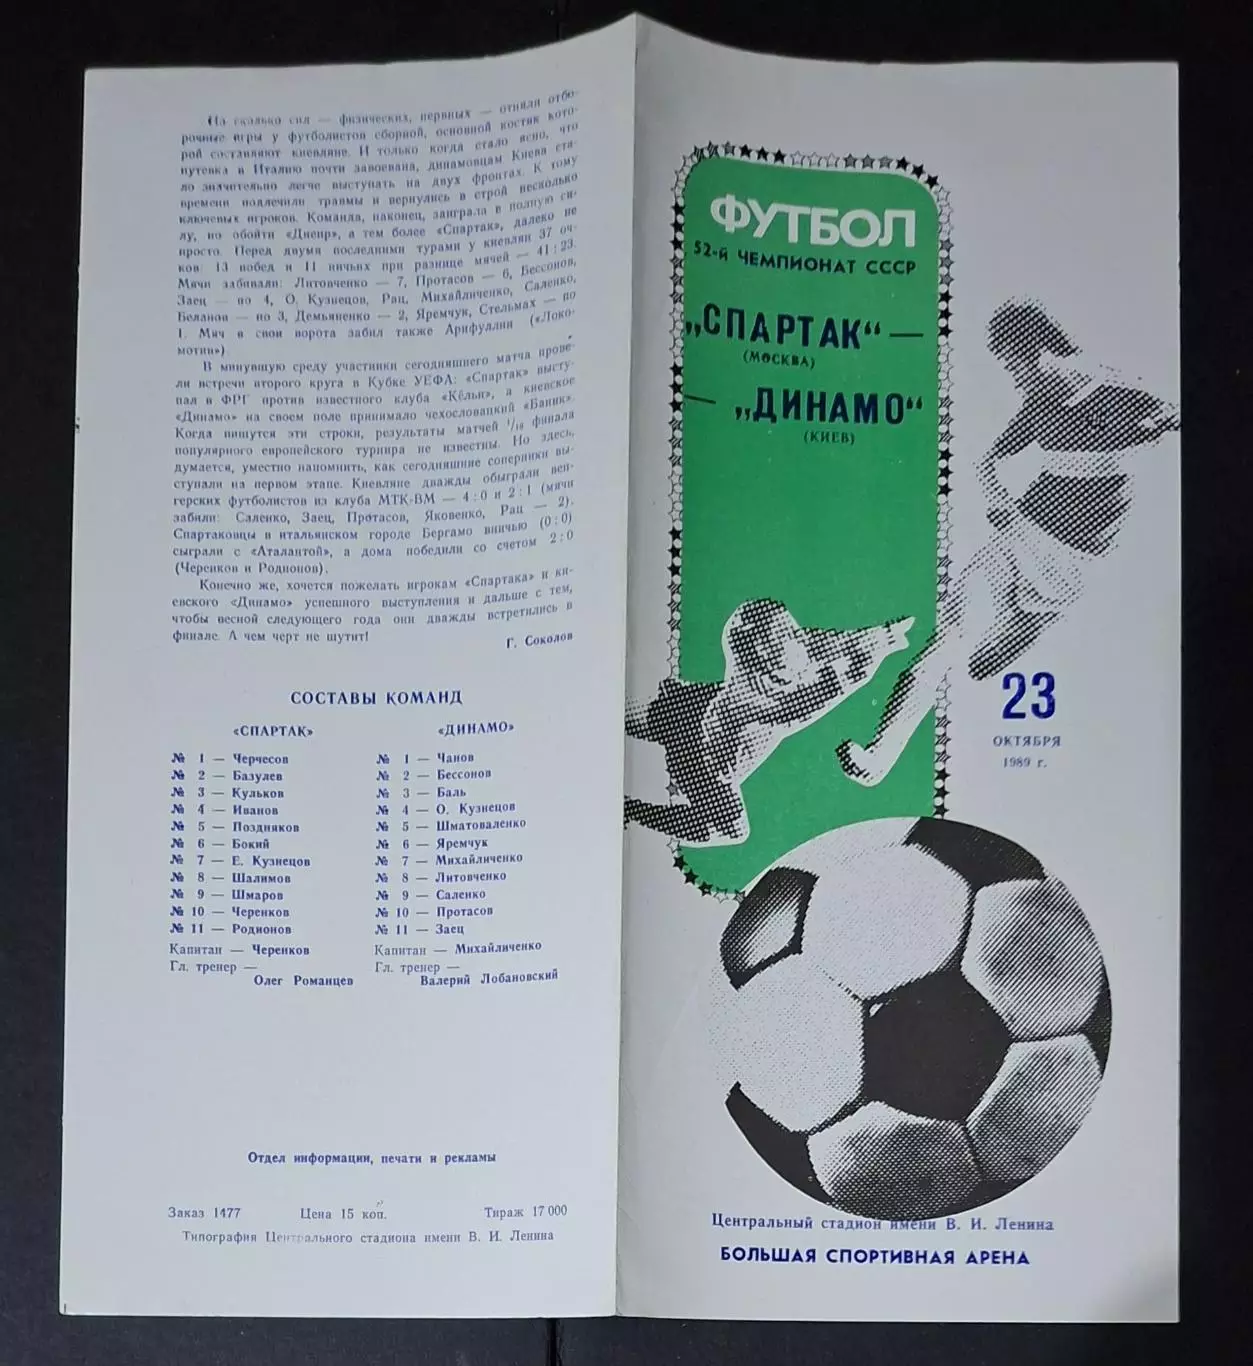 На сколько сил — физических, нервных — отняли отбо-
рочные игры у футболистов сборной, основной костяк кото-
рой составляют киевляне. И только когда стало ясно, что
путевка в Италию почти завоевана, динамовцам Киева ста-
ло значительно легче выступать на двух фронтах. К тому
времени подлечили травмы и вернулись в строй несколько
ключевых игроков. Команда, наконец, заиграла в полную си-
лу, но обойти «Днепр», а тем более «Спартак», далеко не
просто. Перед двумя последними турами у киевлян 37 оч-
ков: 13 побед и 11 ничьих при разнице мячей — 41 : 23.
Мячи забивали: Литовченко — 7, Протасов — 6, Бессонов,
Заец — по 4, О. Кузнецов, Рац, Михайличенко, Саленко,
Беланов — по 3, Демьяненко — 2, Яремчук, Стельмах — по
1. Мяч в свои ворота забил также Арифуллин («Локо-
мотив»)
В минувшую среду участники сегодняшнего матча прове-
ли встречи второго круга в Кубке УЕФА: «Спартак» высту-
пал в ФРГ против известного клуба «Кёльн», а киевское
«Динамо» на своем поле принимало чехословацкий «Баник».
Когда пишутся эти строки, результаты матчей 1/16 финала
популярного европейского турнира не известны. Но здесь,
думается, уместно напомнить, как сегодняшние соперники вы-
ступали на первом этапе. Киевляне дважды обыграли вен-
герских футболистов из клуба МТК-ВМ — 4 : 0 и 2 : 1 (мячи
забили: Саленко, Заец, Протасов, Яковенко, Рац — 2).
Спартаковцы в итальянском городе Бергамо вничью (0 : 0)
сыграли с «Аталантой», а дома победили со счетом 2 : 0
(Черенков и Родионов).
Конечно же, хочется пожелать игрокам «Спартака» и ки-
евского «Динамо» успешного выступления и дальше с тем,
чтобы весной следующего года они дважды встретились в
финале. А чем черт не шутит!
Г. Соколов
СОСТАВЫ КОМАНД
«СПАРТАК»
№ 1 — Черчесов
№ 2 — Базулев
№ 3 — Кульков
№ 4 — Иванов
№ 5 — Поздняков
№ 6 — Бокий
№ 7 — Е. Кузнецов
№ 8 — Шалимов
№ 9 — Шмаров
№ 10 — Черенков
№ 11 — Родионов
Капитан — Черенков
Гл. тренер —
Олег Романцев
«ДИНАМО»
№ 1 — Чанов
№ 2 — Бессонов
№ 3 — Баль
№ 4 — О. Кузнецов
№ 5 — Шматоваленко
№ 6 — Яремчук
№ 7 — Михайличенко
№ 8 — Литовченко
№ 9 — Саленко
№ 10 — Протасов
№ 11 — Заец
Капитан — Михайличенко
Гл. тренер —
Валерий Лобановский
Отдел информации, печати и рекламы
Заказ 1477 Цена 15 коп. Тираж 17 000
Типография Центрального стадиона имени В. И. Ленина
ФУТБОЛ
52-й ЧЕМПИОНАТ СССР
„СПАРТАК“ —
(МОСКВА)
— „ДИНАМО“
(КИЕВ)
23
ОКТЯБРЯ
1989 г.
Центральный стадион имени В. И. Ленина
БОЛЬШАЯ СПОРТИВНАЯ АРЕНА